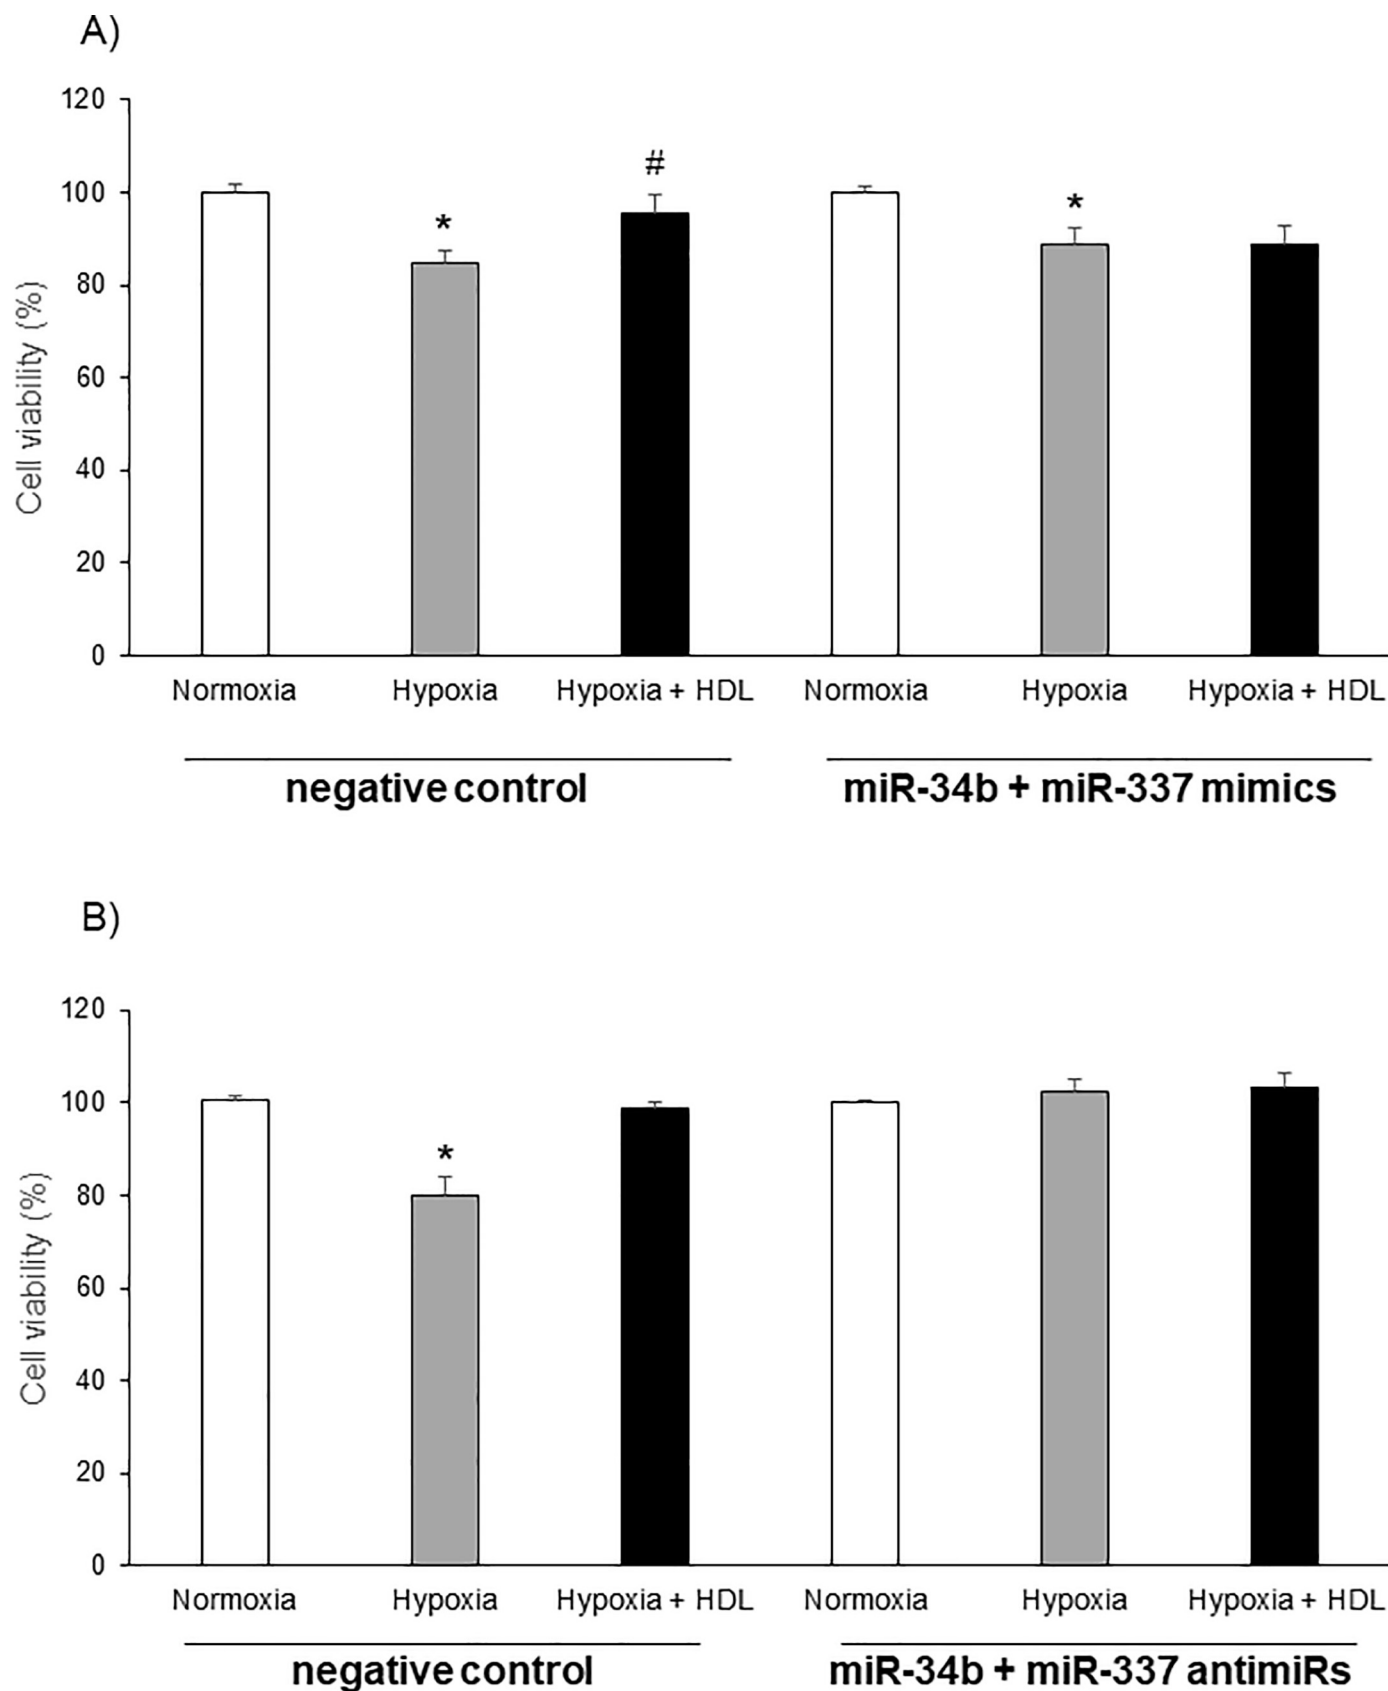 A)
Cell viability (%)
120
100
80
60
40
20
0
*
#
*
Normoxia Hypoxia Hypoxia + HDL Normoxia Hypoxia Hypoxia + HDL
negative control miR-34b + miR-337 mimics
B)
Cell viability (%)
120
100
80
60
40
20
0
*
Normoxia Hypoxia Hypoxia + HDL Normoxia Hypoxia Hypoxia + HDL
negative control miR-34b + miR-337 antimiRs